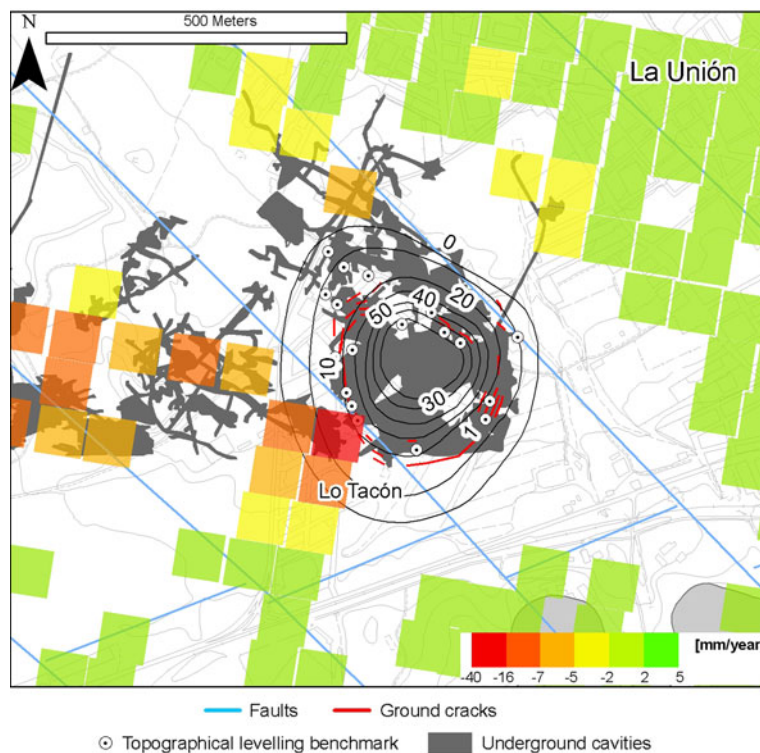 N
500 Meters
La Unión
0
20
40
50
10
30
1
Lo Tacón
[mm/year
-40 -16 -7 -5 -2 2 5
Faults
Ground cracks
Topographical levelling benchmark
Underground cavities